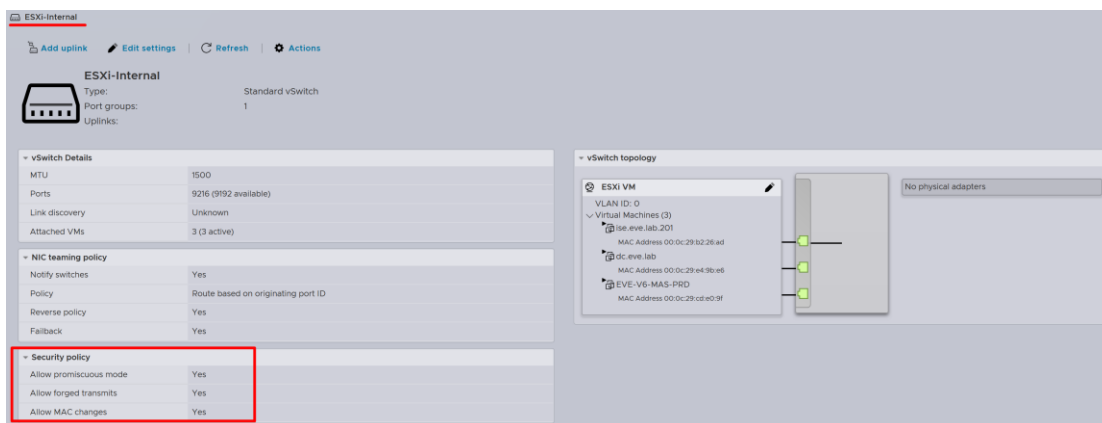 ESXi-Internal
Add uplink Edit settings Refresh Actions
ESXi-Internal
Type: Standard vSwitch
Port groups: 1
Uplinks:
vSwitch Details
MTU 1500
Ports 9216 (9192 available)
Link discovery Unknown
Attached VMs 3 (3 active)
NIC teaming policy
Notify switches Yes
Policy Route based on originating port ID
Reverse policy Yes
Failback Yes
Security policy
Allow promiscuous mode Yes
Allow forged transmits Yes
Allow MAC changes Yes
vSwitch topology
ESXi VM
VLAN ID: 0
Virtual Machines (3)
ise.eve.lab.201
MAC Address 00:0c:29:b2:28:ad
dc.eve.lab
MAC Address 00:0c:29:e4:9b:e6
EVE-V6-MAS-PRD
MAC Address 00:0c:29:cd:e0:9f
No physical adapters